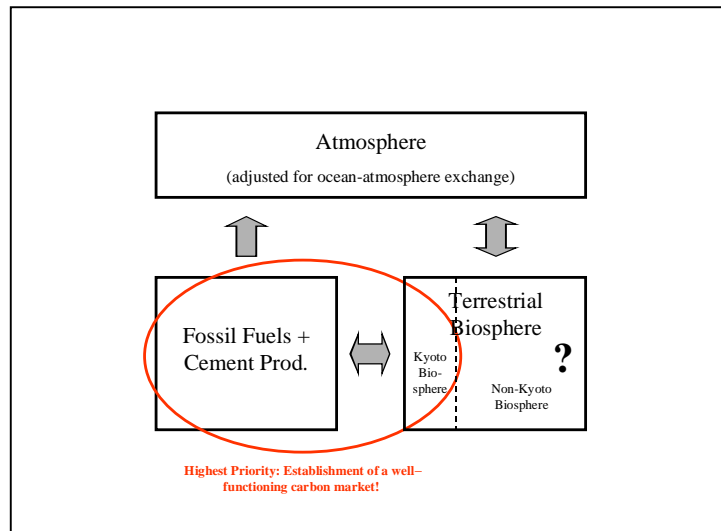 Atmosphere
(adjusted for ocean-atmosphere exchange)
Fossil Fuels +
Cement Prod.
Terrestrial
Biosphere
?
Kyoto
Bio-
sphere
Non-Kyoto
Biosphere
Highest Priority: Establishment of a well–
functioning carbon market!